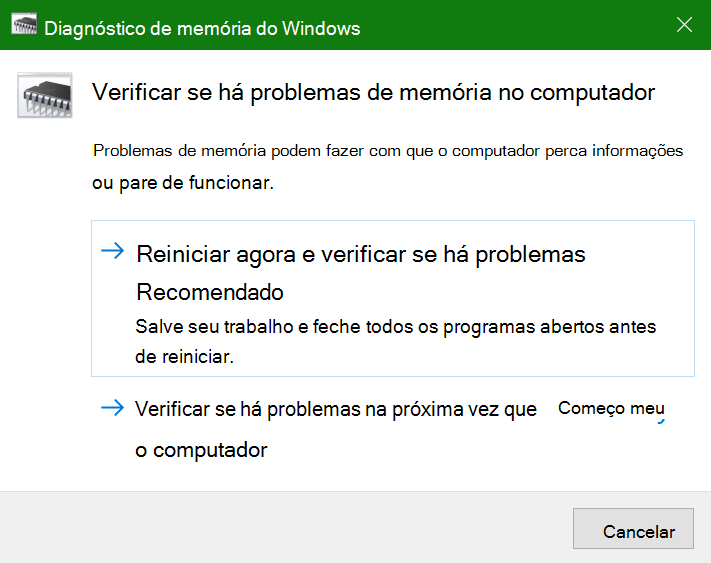 Diagnóstico de memória do Windows
Verificar se há problemas de memória no computador
Problemas de memória podem fazer com que o computador perca informações
ou pare de funcionar.
Reiniciar agora e verificar se há problemas
Recomendado
Salve seu trabalho e feche todos os programas abertos antes
de reiniciar.
Verificar se há problemas na próxima vez que Começo meu
o computador
Cancelar